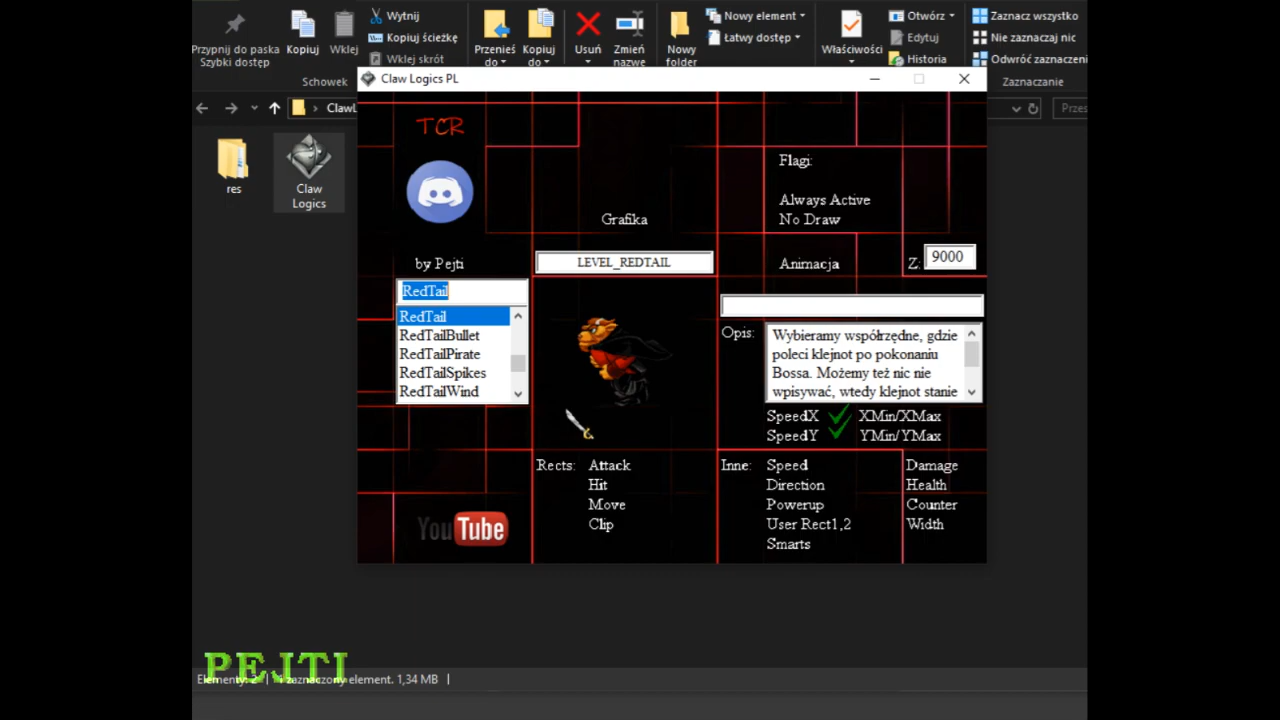 Przypnij do paska
Szybki dostęp
Kopiuj
Wklej
Wytnij
Kopiuj ścieżkę
Wklej skrót
Schowek
Przenieś
do
Kopiuj
do
Usuń
Zmień
nazwę
Nowy
folder
Nowy element
Łatwy dostęp
Właściwości
Otwórz
Edytuj
Historia
Zaznacz wszystko
Nie zaznaczaj nic
Zaznaczanie
Claw Logics PL
res
Claw
Logics
TCR
by Pejti
RedTail
RedTail
RedTailBullet
RedTailPirate
RedTailSpikes
RedTailWind
YouTube
Grafika
LEVEL_REDTAIL
Rects: Attack
Hit
Move
Clip
Flagi:
Always Active
No Draw
Animacja
Z: 9000
Opis: Wybieramy współrzędne, gdzie
poleci klejnot po pokonaniu
Bossa. Możemy też nic nie
wpisywać, wtedy klejnot stanie
SpeedX XMin/XMax
SpeedY YMin/YMax
Inne: Speed
Direction
Powerup
User Rect1,2
Smarts
Damage
Health
Counter
Width
PEJTI
zaznaczony element. 1,34 MB